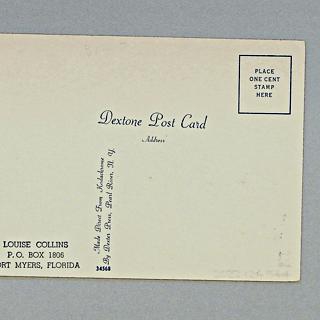 PLACE
ONE CENT
STAMP
HERE
Dextone Post Card
Address
Made Direct From Kodachrome
By Dexter Press, Pearl River, N. Y.
34568
LOUISE COLLINS
P. O. BOX 1806
ORT MYERS, FLORIDA